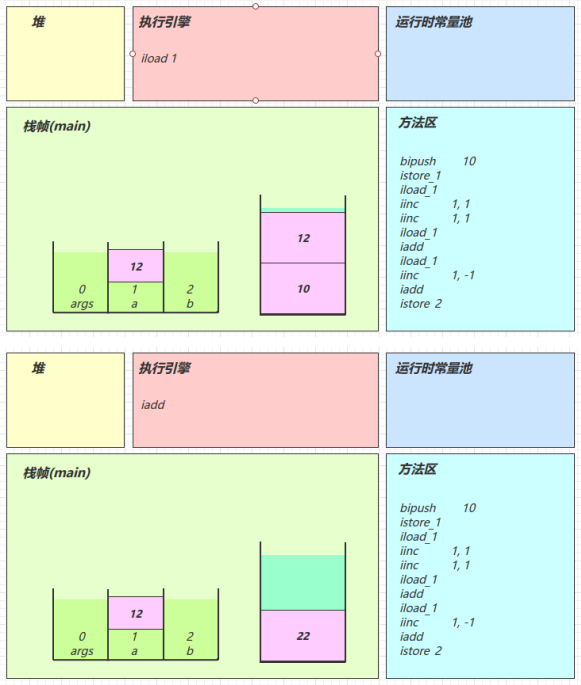 堆
执行引擎
iload 1
运行时常量池
栈帧(main)
12
0
args
1
a
2
b
12
10
方法区
bipush 10
istore_1
iload_1
iinc 1, 1
iinc 1, 1
iload_1
iadd
iload_1
iinc 1, -1
iadd
istore 2
堆
执行引擎
iadd
运行时常量池
栈帧(main)
12
0
args
1
a
2
b
22
方法区
bipush 10
istore_1
iload_1
iinc 1, 1
iinc 1, 1
iload_1
iadd
iload_1
iinc 1, -1
iadd
istore 2